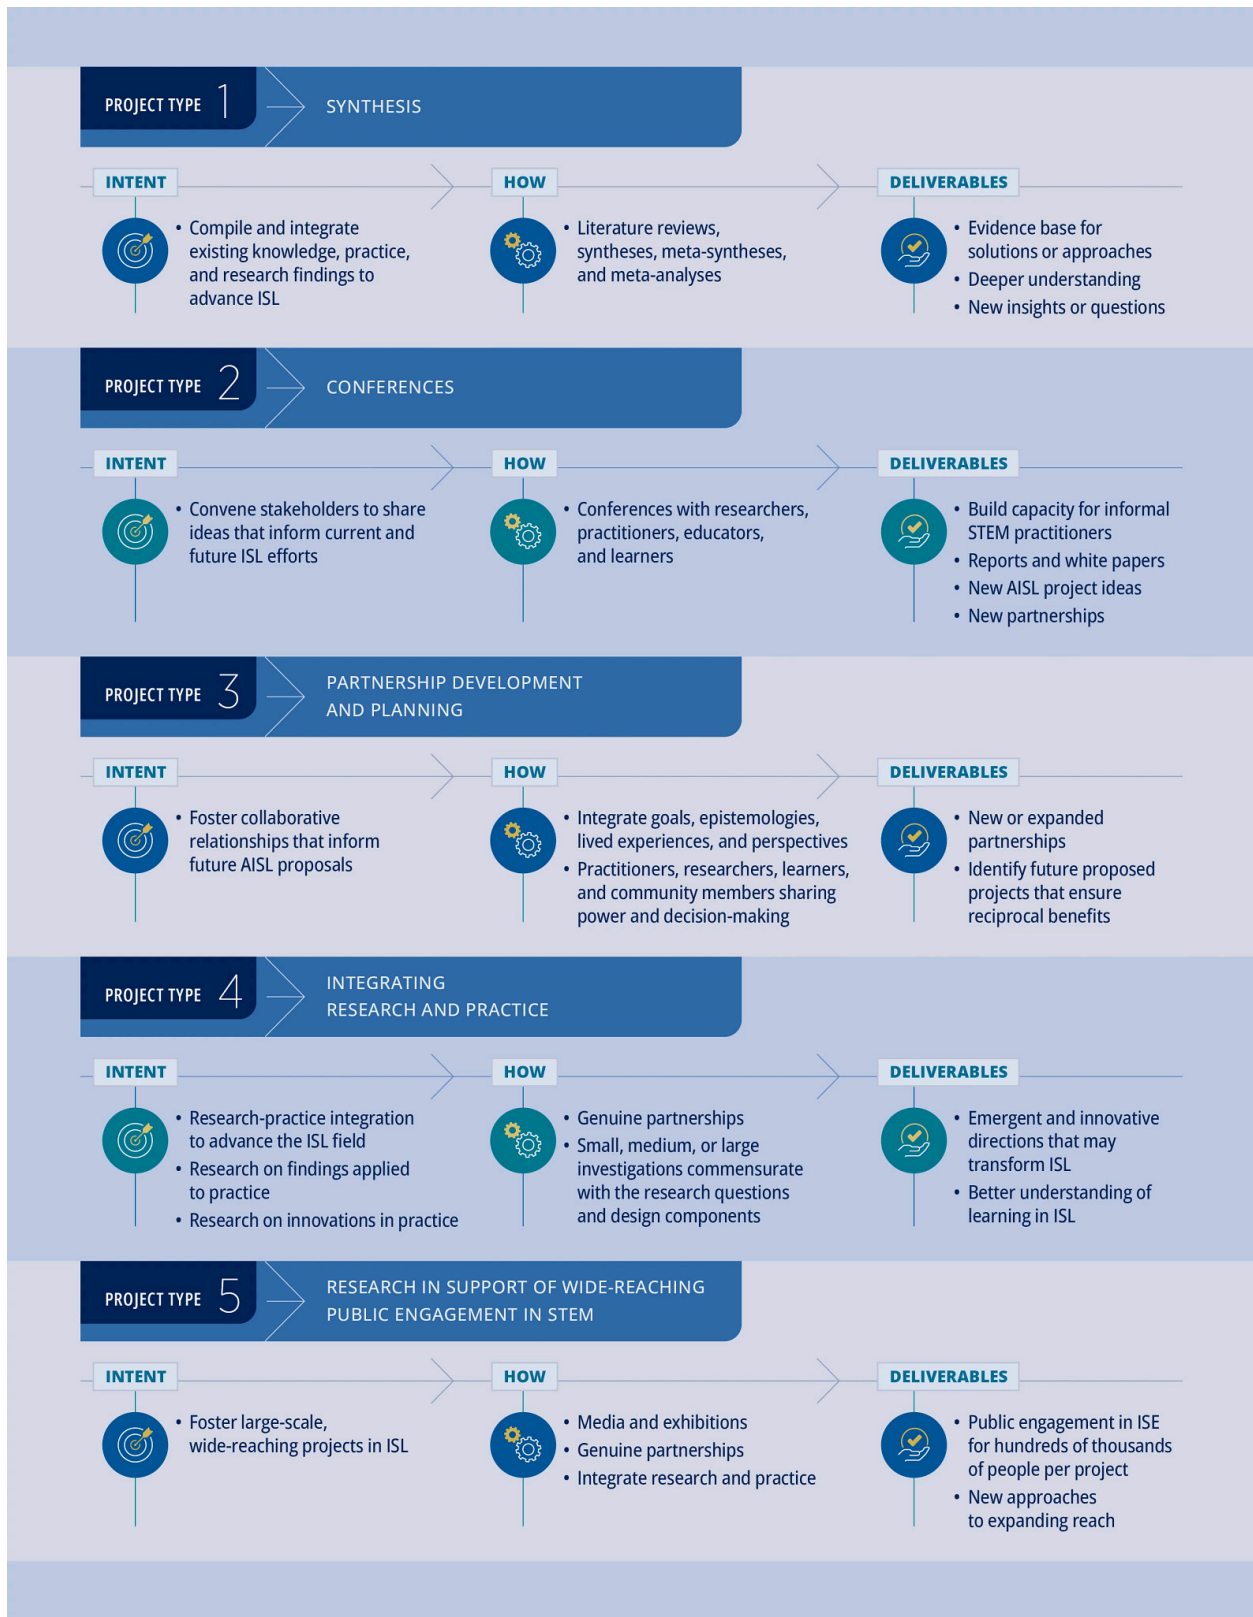 PROJECT TYPE 1
SYNTHESIS
INTENT
• Compile and integrate
existing knowledge, practice,
and research findings to
advance ISL
HOW
• Literature reviews,
syntheses, meta-syntheses,
and meta-analyses
DELIVERABLES
• Evidence base for
solutions or approaches
• Deeper understanding
• New insights or questions
PROJECT TYPE 2
CONFERENCES
INTENT
• Convene stakeholders to share
ideas that inform current and
future ISL efforts
HOW
• Conferences with researchers,
practitioners, educators,
and learners
DELIVERABLES
• Build capacity for informal
STEM practitioners
• Reports and white papers
• New AISL project ideas
• New partnerships
PROJECT TYPE 3
PARTNERSHIP DEVELOPMENT
AND PLANNING
INTENT
• Foster collaborative
relationships that inform
future AISL proposals
HOW
• Integrate goals, epistemologies,
lived experiences, and perspectives
• Practitioners, researchers, learners,
and community members sharing
power and decision-making
DELIVERABLES
• New or expanded
partnerships
• Identify future proposed
projects that ensure
reciprocal benefits
PROJECT TYPE 4
INTEGRATING
RESEARCH AND PRACTICE
INTENT
• Research-practice integration
to advance the ISL field
• Research on findings applied
to practice
• Research on innovations in practice
HOW
• Genuine partnerships
• Small, medium, or large
investigations commensurate
with the research questions
and design components
DELIVERABLES
• Emergent and innovative
directions that may
transform ISL
• Better understanding of
learning in ISL
PROJECT TYPE 5
RESEARCH IN SUPPORT OF WIDE-REACHING
PUBLIC ENGAGEMENT IN STEM
INTENT
• Foster large-scale,
wide-reaching projects in ISL
HOW
• Media and exhibitions
• Genuine partnerships
• Integrate research and practice
DELIVERABLES
• Public engagement in ISE
for hundreds of thousands
of people per project
• New approaches
to expanding reach